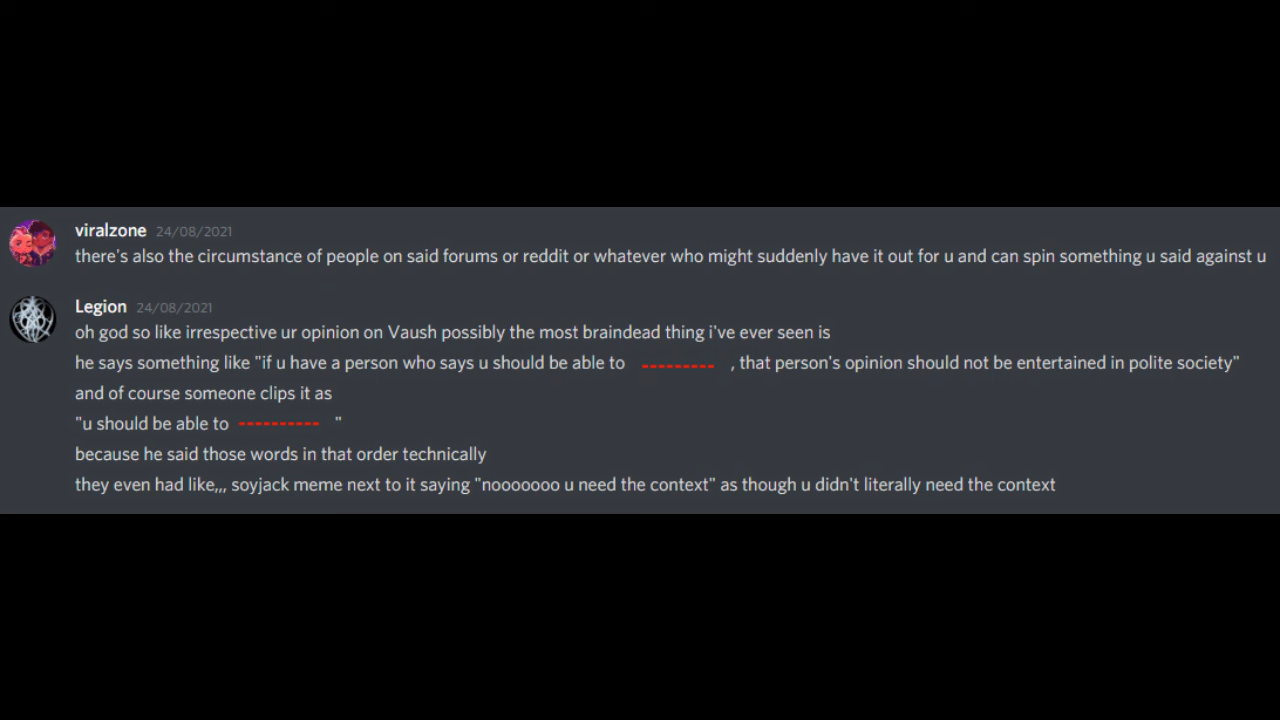 viralzone 24/08/2021
there's also the circumstance of people on said forums or reddit or whatever who might suddenly have it out for u and can spin something u said against u
Legion 24/08/2021
oh god so like irrespective ur opinion on Vaush possibly the most braindead thing i've ever seen is
he says something like "if u have a person who says u should be able to --------- , that person's opinion should not be entertained in polite society"
and of course someone clips it as
"u should be able to ---------- "
because he said those words in that order technically
they even had like,,, soyjack meme next to it saying "nooooooo u need the context" as though u didn't literally need the context